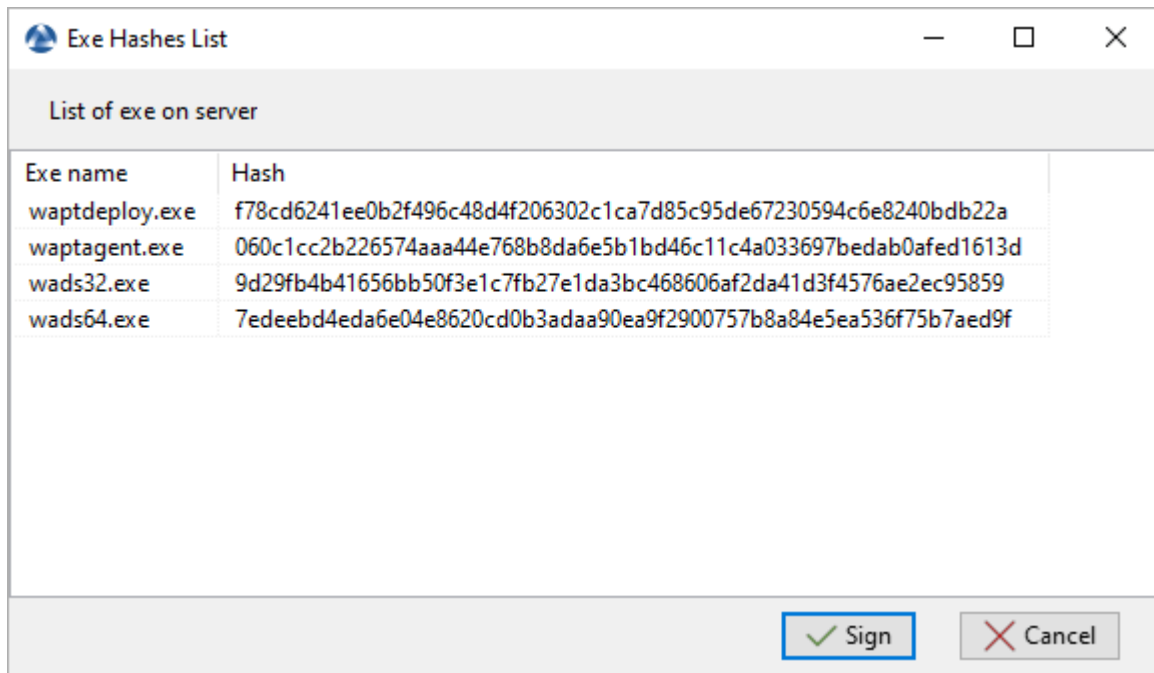 Exe Hashes List
List of exe on server
Exe name Hash
waptdeploy.exe f78cd6241ee0b2f496c48d4f206302c1ca7d85c95de67230594c6e8240bdb22a
waptagent.exe 060c1cc2b226574aaa44e768b8da6e5b1bd46c11c4a033697bedab0afed1613d
wads32.exe 9d29fb4b41656bb50f3e1c7fb27e1da3bc468606af2da41d3f4576ae2ec95859
wads64.exe 7edeebd4eda6e04e8620cd0b3adaa90ea9f2900757b8a84e5ea536f75b7aed9f
Sign Cancel